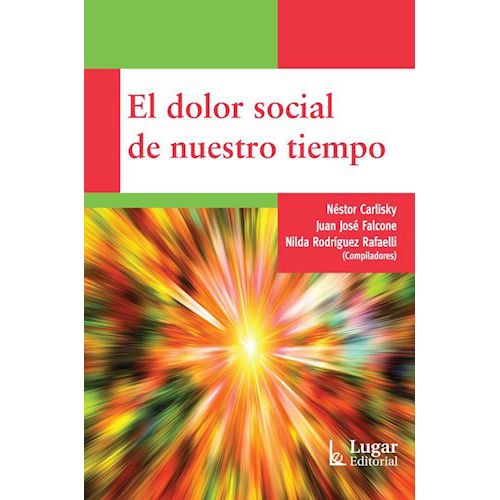 El dolor social
de nuestro tiempo
Néstor Carlisky
Juan José Falcone
Nilda Rodríguez Rafaelli
(Compiladores)
Lugar
Editorial